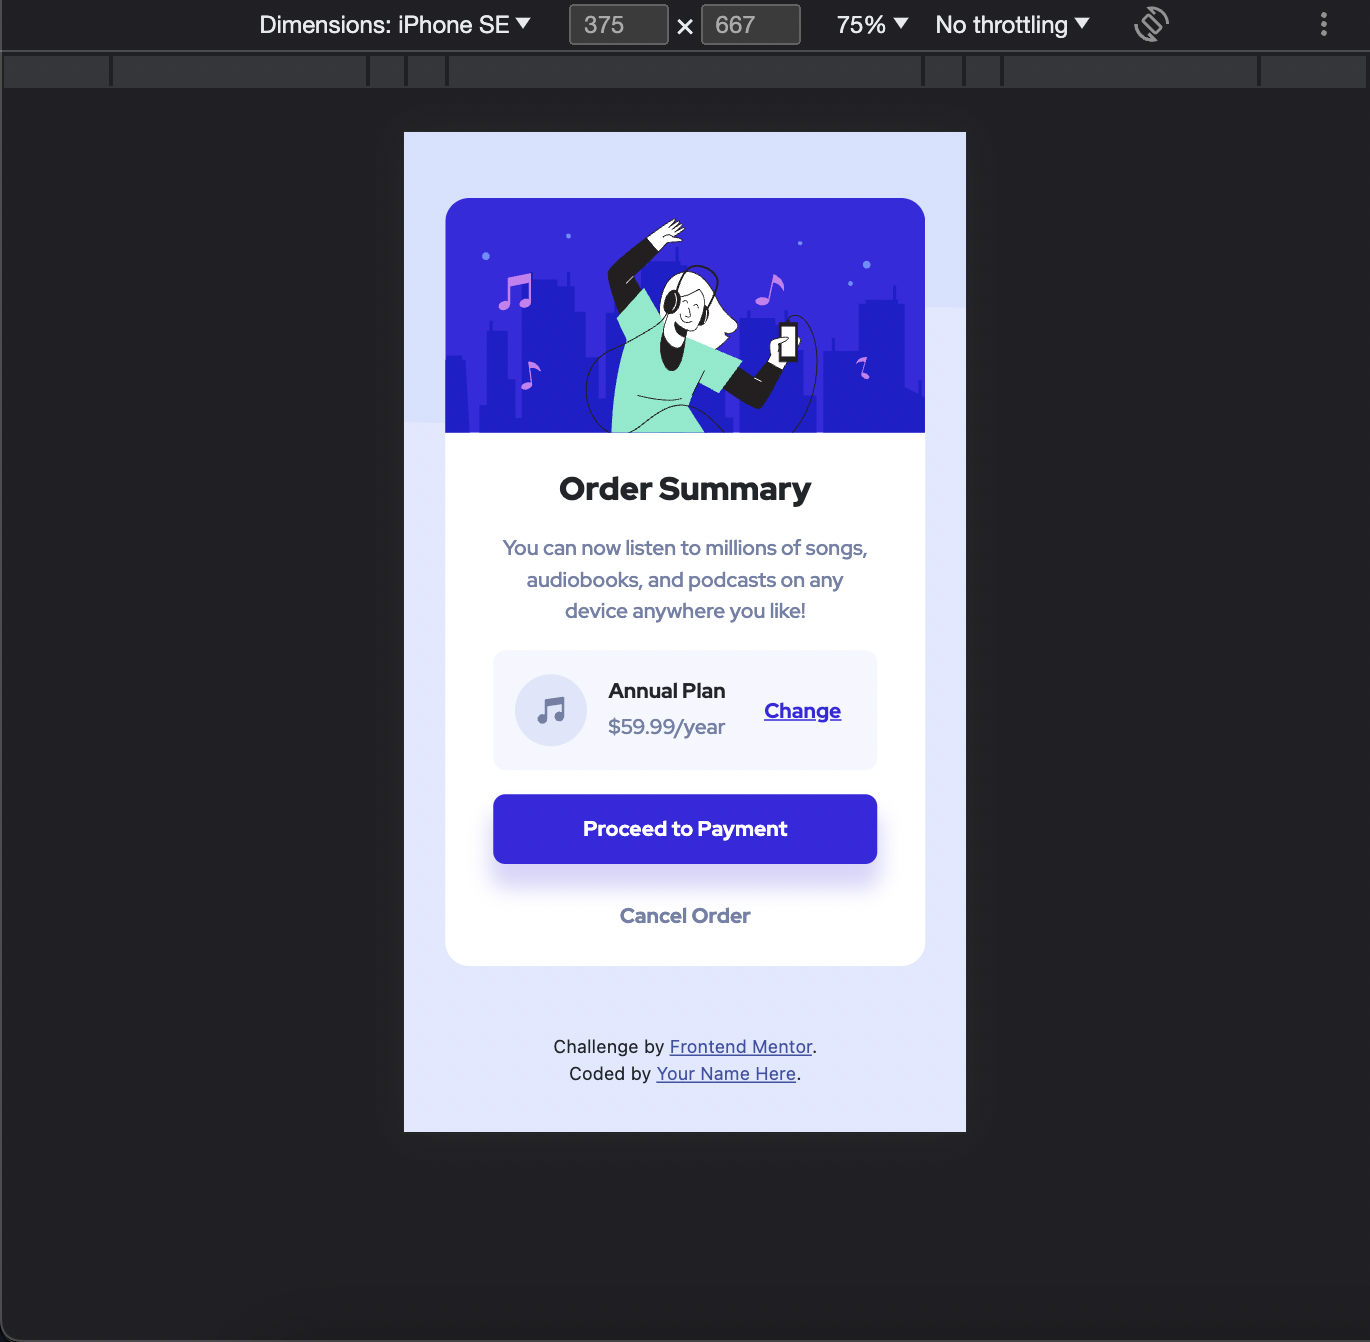 Dimensions: iPhone SE ▼ 375 × 667 75% ▼ No throttling ▼
Order Summary
You can now listen to millions of songs,
audiobooks, and podcasts on any
device anywhere you like!
Annual Plan
$59.99/year
Change
Proceed to Payment
Cancel Order
Challenge by Frontend Mentor.
Coded by Your Name Here.